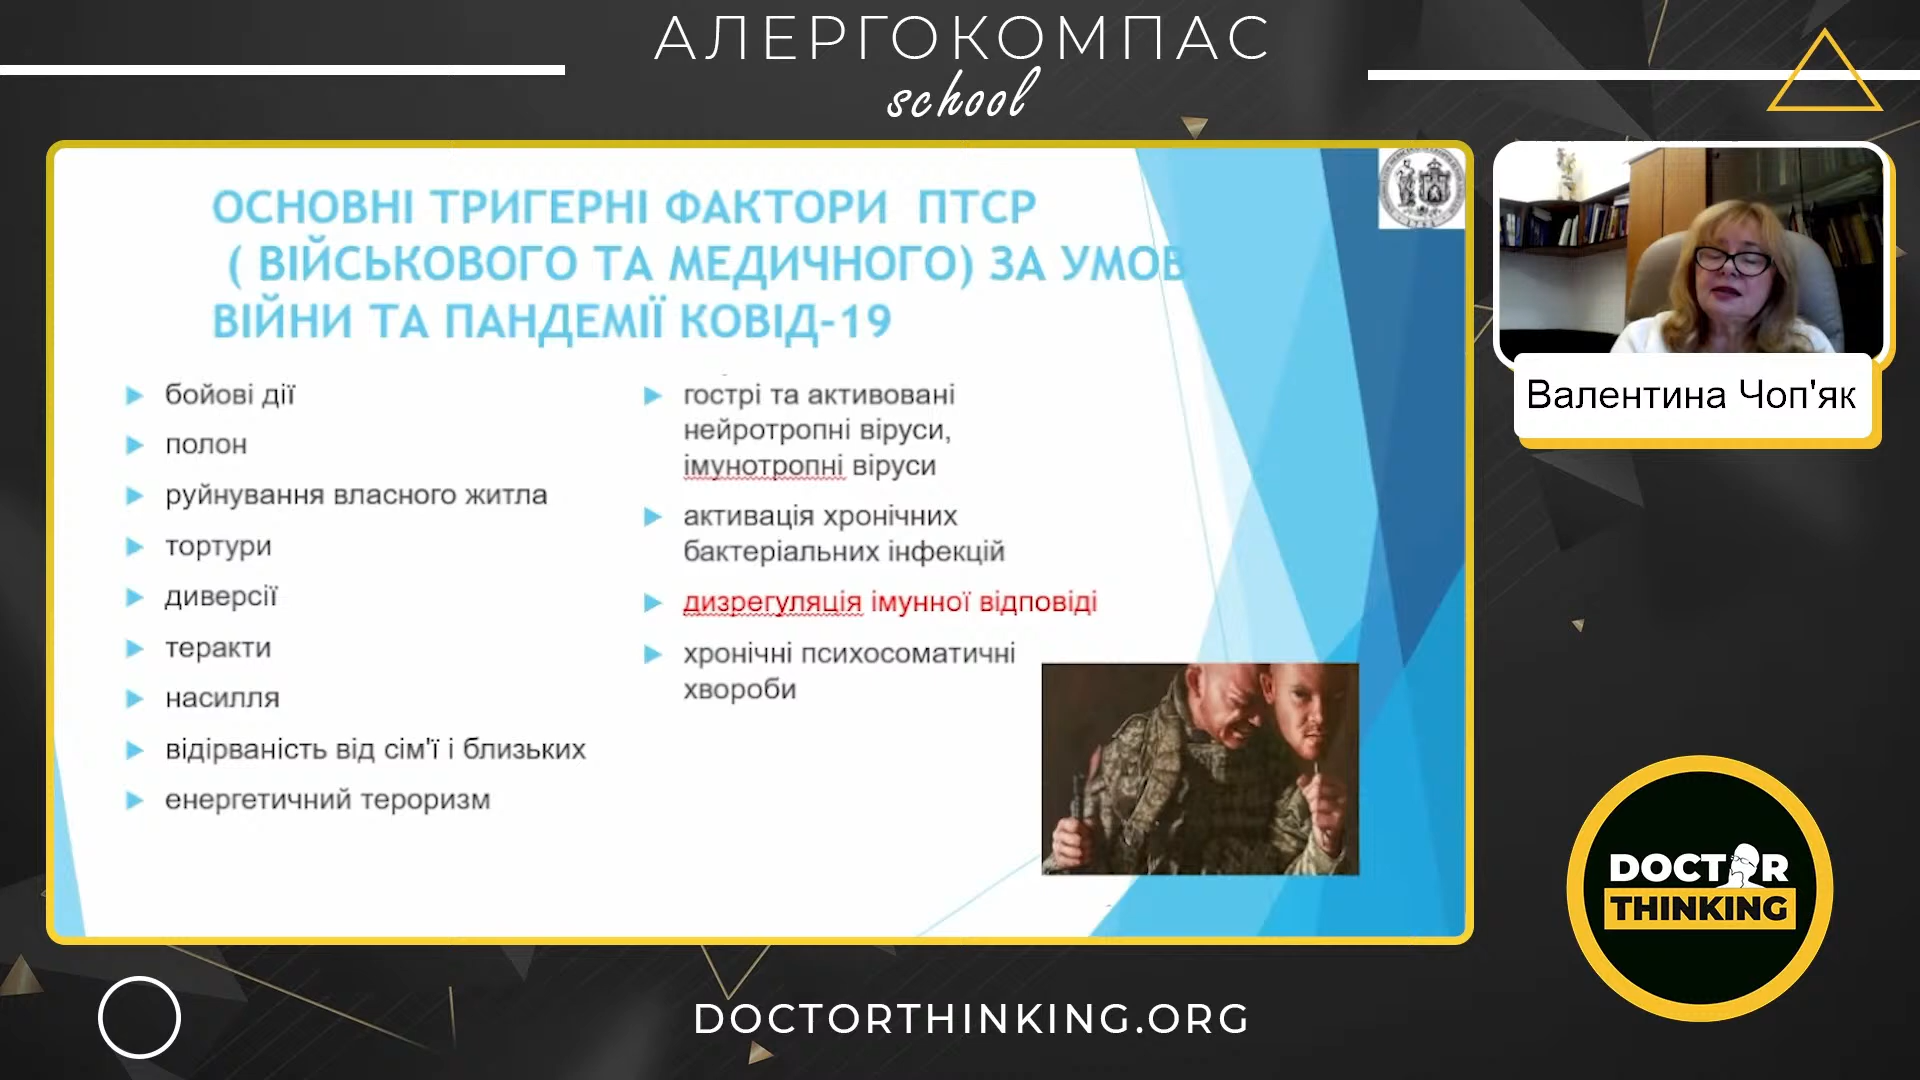 АЛЕРГОКОМПАС
school
ОСНОВНІ ТРИГЕРНІ ФАКТОРИ ПТСР
( ВІЙСЬКОВОГО ТА МЕДИЧНОГО) ЗА УМОВ
ВІЙНИ ТА ПАНДЕМІЇ КОВІД-19
бойові дії
полон
руйнування власного житла
тортури
диверсії
теракти
насилля
відірваність від сім'ї і близьких
енергетичний тероризм
гострі та активовані
нейротропні віруси,
імунотропні віруси
активація хронічних
бактеріальних інфекцій
дизрегуляція імунної відповіді
хронічні психосоматичні
хвороби
Валентина Чоп'як
DOCTOR
THINKING
DOCTORTHINKING.ORG